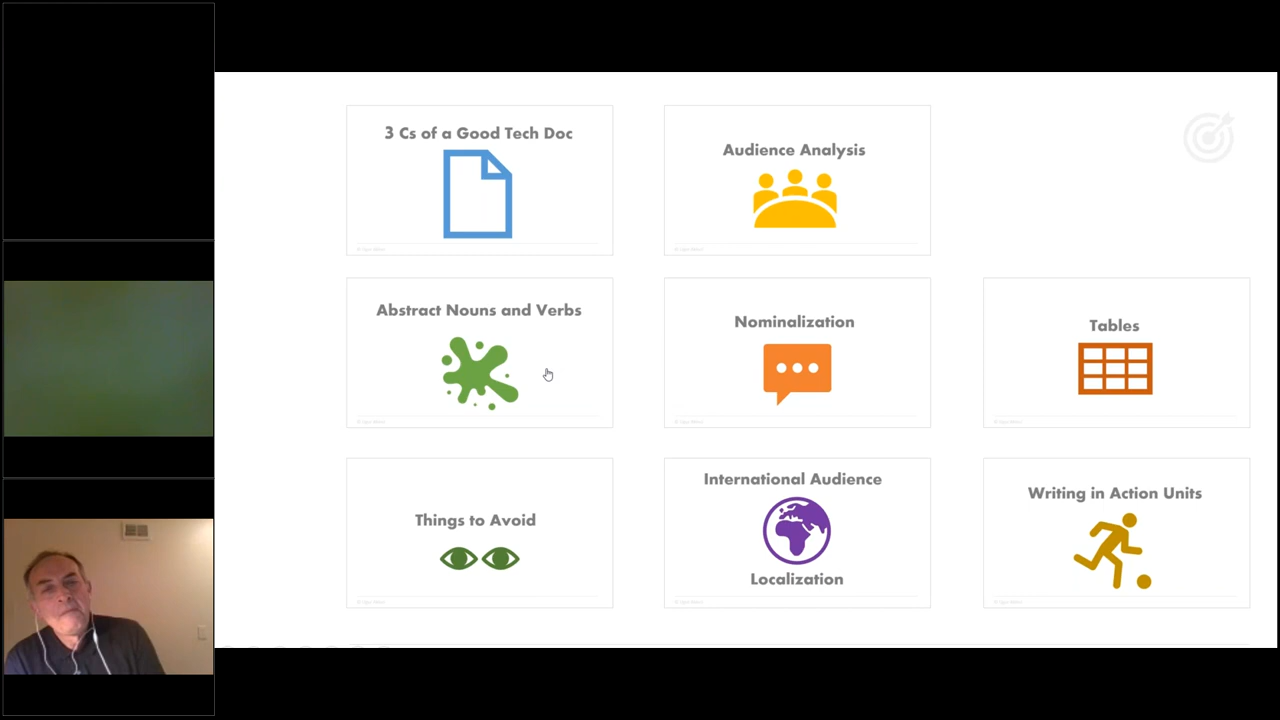 3 Cs of a Good Tech Doc
Audience Analysis
Abstract Nouns and Verbs
Nominalization
Tables
Things to Avoid
International Audience
Localization
Writing in Action Units